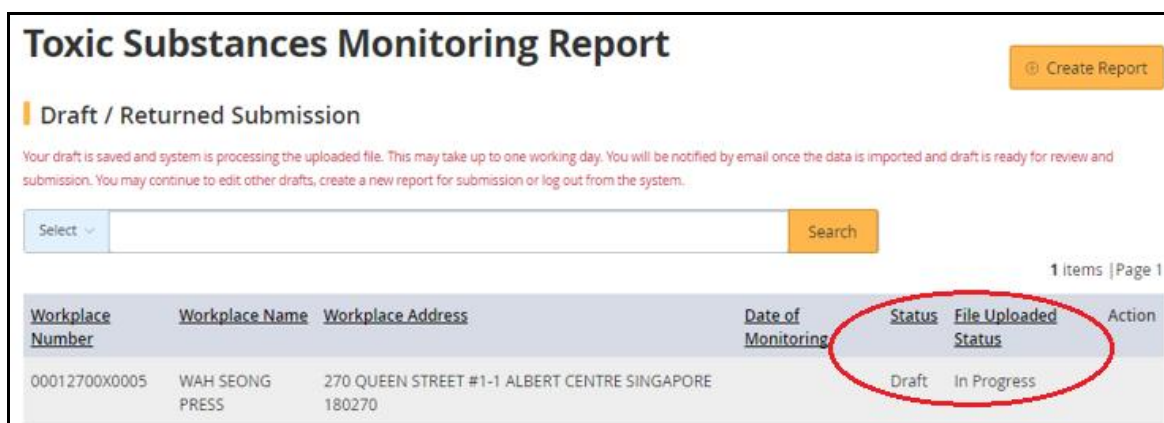 Toxic Substances Monitoring Report
Create Report
Draft / Returned Submission
Your draft is saved and system is processing the uploaded file. This may take up to one working day. You will be notified by email once the data is imported and draft is ready for review and
submission. You may continue to edit other drafts, create a new report for submission or log out from the system.
Select
Search
1 items |Page 1
Workplace Number
Workplace Name
Workplace Address
Date of Monitoring
Status
File Uploaded Status
Action
00012700X0005
WAH SEONG PRESS
270 QUEEN STREET #1-1 ALBERT CENTRE SINGAPORE
180270
Draft
In Progress